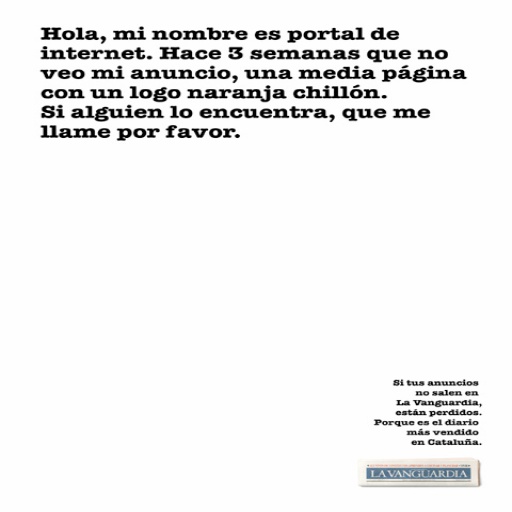 Hola, mi nombre es portal de
internet. Hace 3 semanas que no
veo mi anuncio, una media página
con un logo naranja chillón.
Si alguien lo encuentra, que me
llame por favor.
Si tus anuncios
no salen en
La Vanguardia,
están perdidos.
Porque es el diario
más vendido
en Cataluña.
LA VANGUARDIA